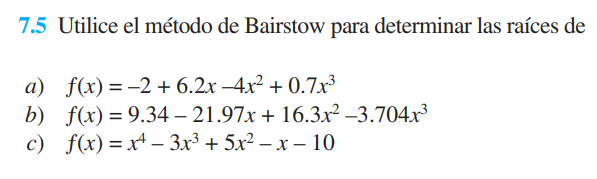 7.5 Utilice el método de Bairstow para determinar las raíces de
a) f(x) = –2 + 6.2x –4x² + 0.7x³
b) f(x) = 9.34 – 21.97x + 16.3x² –3.704x³
c) f(x) = x⁴ – 3x³ + 5x² – x – 10